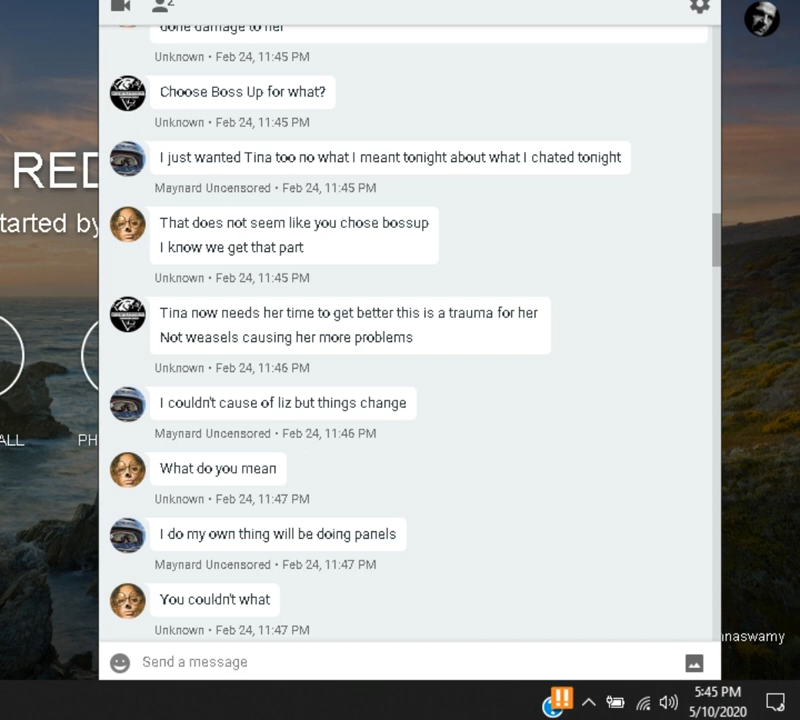 2
done damage to her
Unknown • Feb 24, 11:45 PM
Choose Boss Up for what?
Unknown • Feb 24, 11:45 PM
I just wanted Tina too no what I meant tonight about what I chated tonight
Maynard Uncensored • Feb 24, 11:45 PM
That does not seem like you chose bossup
I know we get that part
Unknown • Feb 24, 11:45 PM
Tina now needs her time to get better this is a trauma for her
Not weasels causing her more problems
Unknown • Feb 24, 11:46 PM
I couldn't cause of liz but things change
Maynard Uncensored • Feb 24, 11:46 PM
What do you mean
Unknown • Feb 24, 11:47 PM
I do my own thing will be doing panels
Maynard Uncensored • Feb 24, 11:47 PM
You couldn't what
Unknown • Feb 24, 11:47 PM
Send a message
RED
tarted by
ALL
PH
nnaswamy
5:45 PM
5/10/2020